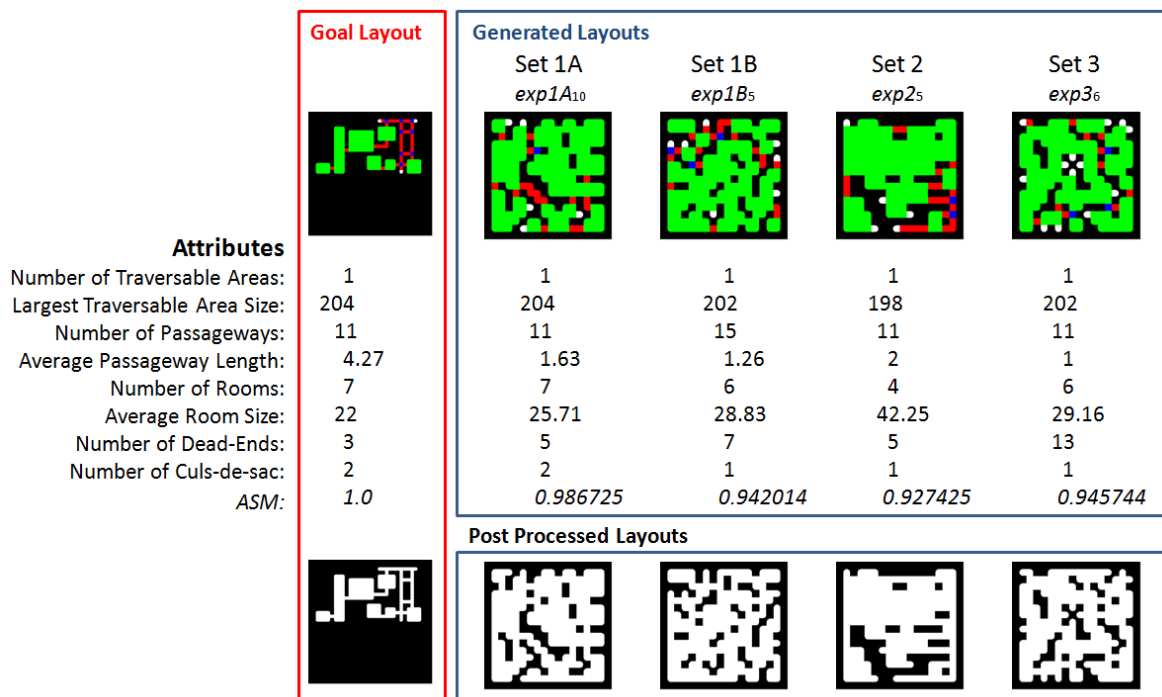 Goal Layout
Generated Layouts
Set 1A Set 1B Set 2 Set 3
exp1A10 exp1B5 exp25 exp36
Attributes
Number of Traversable Areas: 1 1 1 1 1
Largest Traversable Area Size: 204 204 202 198 202
Number of Passageways: 11 11 15 11 11
Average Passageway Length: 4.27 1.63 1.26 2 1
Number of Rooms: 7 7 6 4 6
Average Room Size: 22 25.71 28.83 42.25 29.16
Number of Dead-Ends: 3 5 7 5 13
Number of Culs-de-sac: 2 2 1 1 1
ASM: 1.0 0.986725 0.942014 0.927425 0.945744
Post Processed Layouts